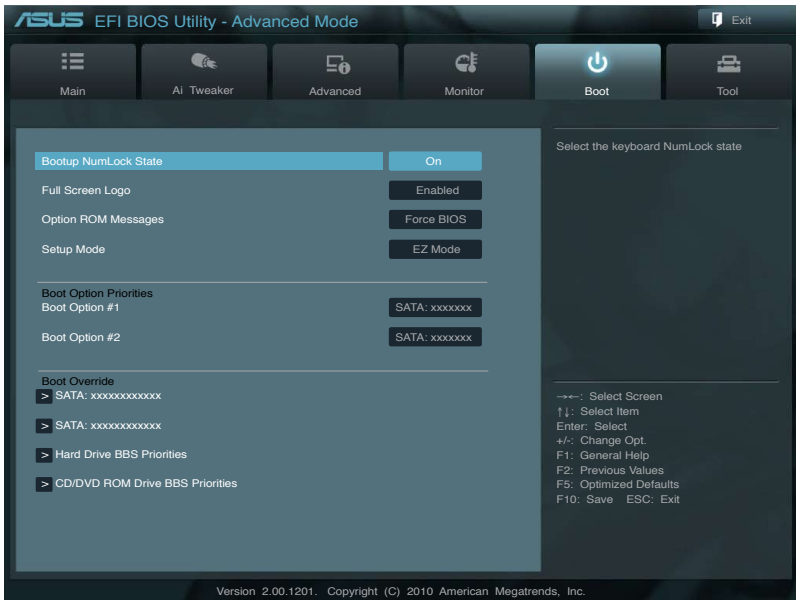 ASUS EFI BIOS Utility - Advanced Mode
Exit
Main
Ai Tweaker
Advanced
Monitor
Boot
Tool
Bootup NumLock State On
Full Screen Logo Enabled
Option ROM Messages Force BIOS
Setup Mode EZ Mode
Boot Option Priorities
Boot Option #1 SATA: xxxxxxx
Boot Option #2 SATA: xxxxxxx
Boot Override
> SATA: xxxxxxxxxxxx
> SATA: xxxxxxxxxxxx
> Hard Drive BBS Priorities
> CD/DVD ROM Drive BBS Priorities
Select the keyboard NumLock state
→←: Select Screen
↑↓: Select Item
Enter: Select
+/-: Change Opt.
F1: General Help
F2: Previous Values
F5: Optimized Defaults
F10: Save ESC: Exit
Version 2.00.1201. Copyright (C) 2010 American Megatrends, Inc.